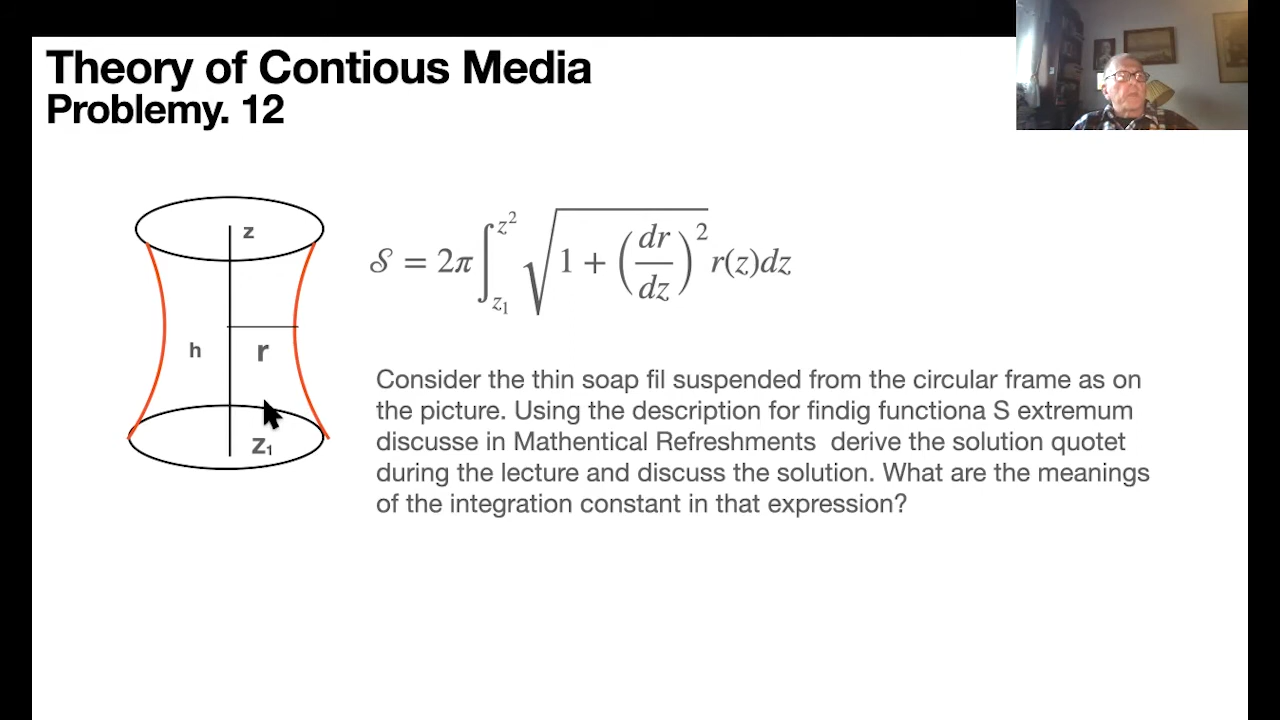 Theory of Contious Media
Problemy. 12
z
h
r
z₁
𝒮 = 2π ∫_{z₁}^{z²} √(1 + (dr/dz)²) r(z)dz
Consider the thin soap fil suspended from the circular frame as on
the picture. Using the description for findig functiona S extremum
discusse in Mathentical Refreshments derive the solution quotet
during the lecture and discuss the solution. What are the meanings
of the integration constant in that expression?